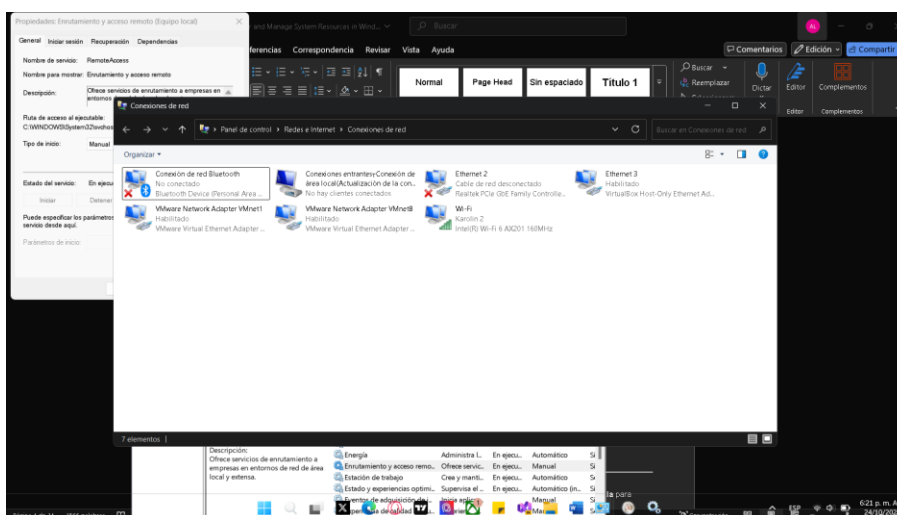 Propiedades: Enrutamiento y acceso remoto (Equipo local)
and Manage System Resources in Wind...
Buscar
AL
General Iniciar sesión Recuperación Dependencias
ferencias Correspondencia Revisar Vista Ayuda
Comentarios Edición Compartir
Nombre de servicio: RemoteAccess
Nombre para mostrar: Enrutamiento y acceso remoto
Descripción: Ofrece servicios de enrutamiento a empresas en
entornos
Normal Page Head Sin espaciado Título 1
Buscar
Reemplazar
Dictar Editor Complementos
Editor Complementos
Ruta de acceso al ejecutable:
C:\WINDOWS\System32\svchos
Tipo de inicio: Manual
Estado del servicio: En ejecu
Iniciar Detener
Puede especificar los parámetros
servicio desde aquí.
Parámetros de inicio:
Conexiones de red
Panel de control > Redes e Internet > Conexiones de red
Buscar en Conexiones de red
Organizar
Conexión de red Bluetooth
No conectado
Bluetooth Device (Personal Area ...
Conexiones entrantes+Conexión de
área local(Actualización de la con...
No hay clientes conectados
Ethernet 2
Cable de red desconectado
Realtek PCIe GbE Family Controlle...
Ethernet 3
Habilitado
VirtualBox Host-Only Ethernet Ad...
VMware Network Adapter VMnet1
Habilitado
VMware Virtual Ethernet Adapter ...
VMware Network Adapter VMnet8
Habilitado
VMware Virtual Ethernet Adapter ...
Wi-Fi
Karolin 2
Intel(R) Wi-Fi 6 AX201 160MHz
7 elementos
Descripción:
Ofrece servicios de enrutamiento a
empresas en entornos de red de área
local y extensa.
Energía Administra l... En ejecu... Automático
Enrutamiento y acceso remo... Ofrece servic... En ejecu... Manual
Estación de trabajo Crea y manti... En ejecu... Automático
Estado y experiencias optimi... Supervisa el ... En ejecu... Automático (in...
la para
ESP
6:21 p. m.
24/10/202